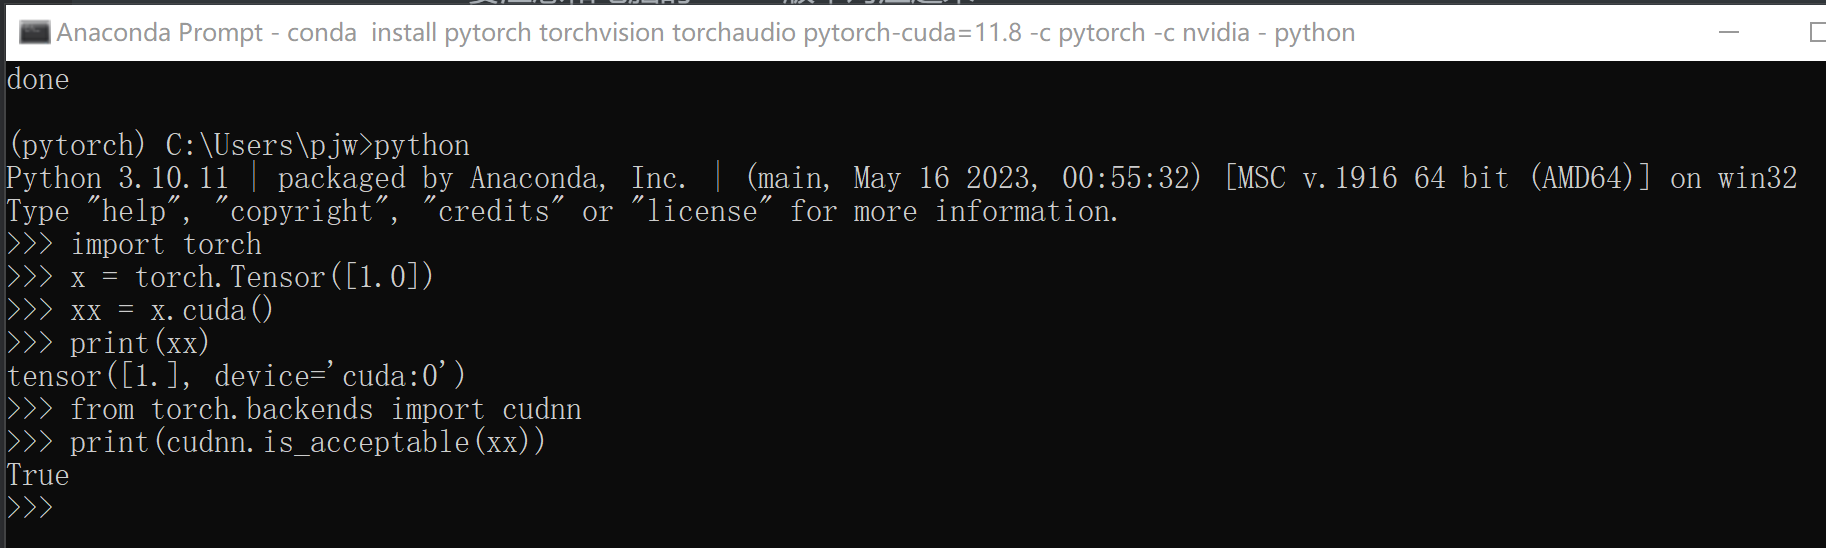 Anaconda Prompt - conda  install pytorch torchvision torchaudio pytorch-cuda=11.8 -c pytorch -c nvidia - python
done
(pytorch) C:\Users\pjw>python
Python 3.10.11 | packaged by Anaconda, Inc. | (main, May 16 2023, 00:55:32) [MSC v.1916 64 bit (AMD64)] on win32
Type "help", "copyright", "credits" or "license" for more information.
>>> import torch
>>> x = torch.Tensor([1.0])
>>> xx = x.cuda()
>>> print(xx)
tensor([1.], device='cuda:0')
>>> from torch.backends import cudnn
>>> print(cudnn.is_acceptable(xx))
True
>>>